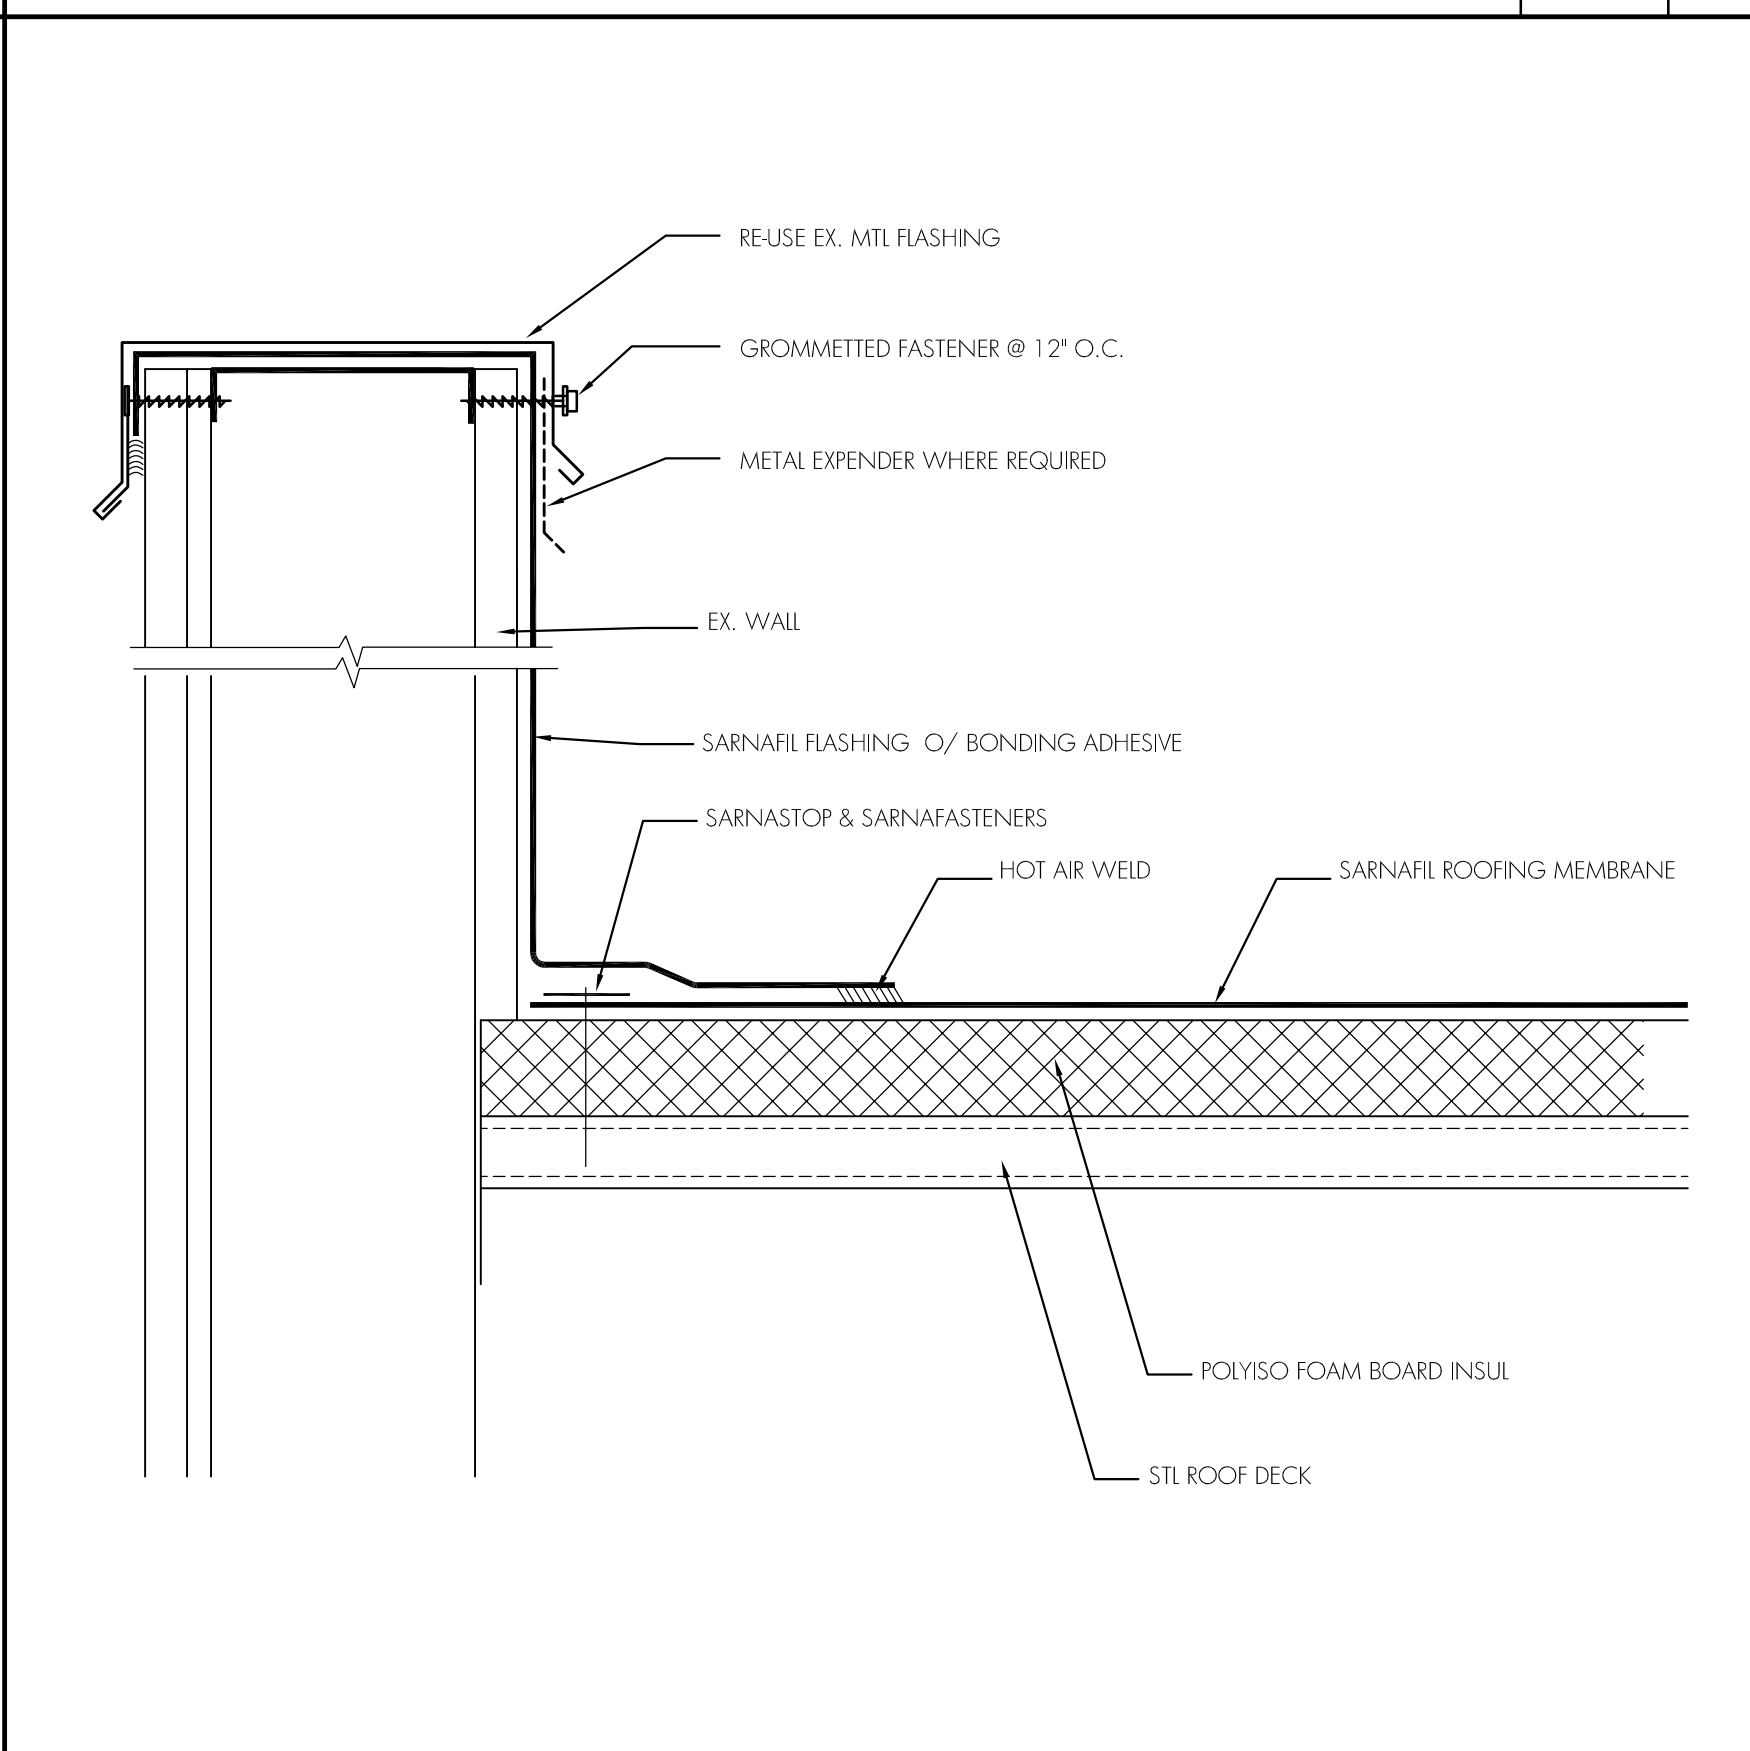 RE-USE EX. MTL FLASHING
GROMMETTED FASTENER @ 12" O.C.
METAL EXPENDER WHERE REQUIRED
EX. WALL
SARNAFIL FLASHING O/ BONDING ADHESIVE
SARNASTOP & SARNAFASTENERS
HOT AIR WELD
SARNAFIL ROOFING MEMBRANE
POLYISO FOAM BOARD INSUL
STL ROOF DECK